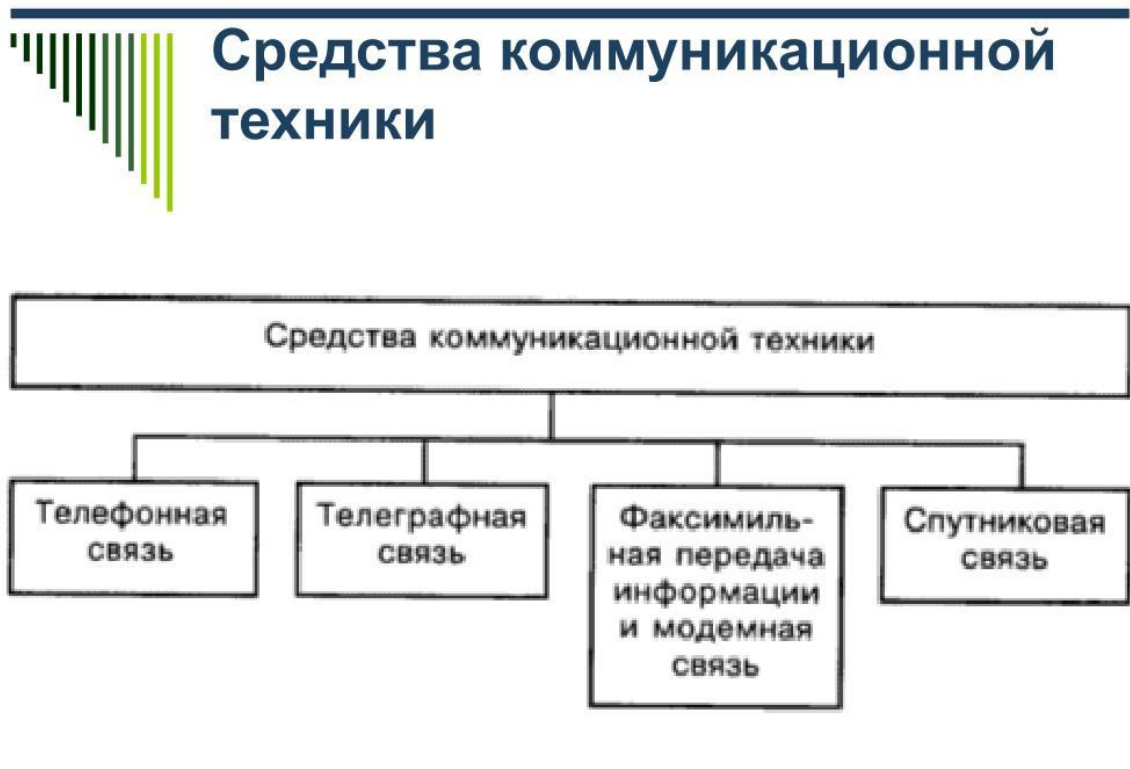 Средства коммуникационной
техники
Средства коммуникационной техники
Телефонная
связь
Телеграфная
связь
Факсимиль-
ная передача
информации
и модемная
связь
Спутниковая
связь